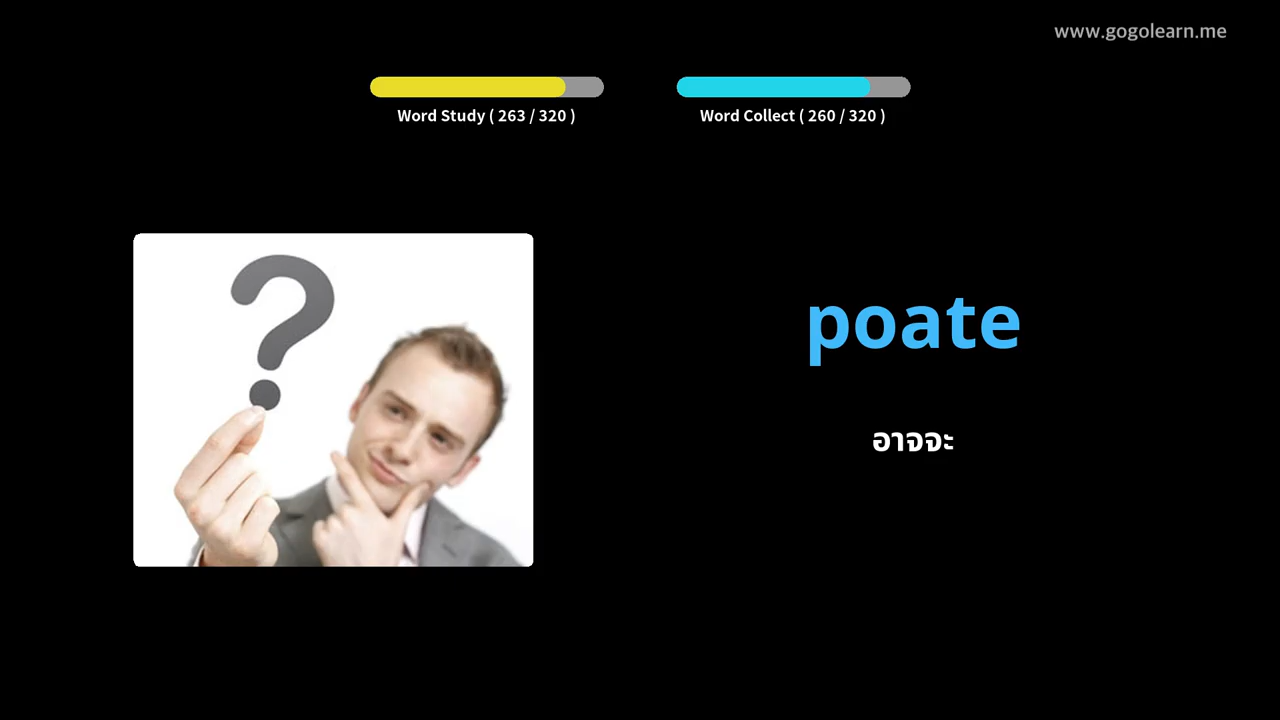 www.gogolearn.me
Word Study ( 263 / 320 )
Word Collect ( 260 / 320 )
?
poate
อาจจะ